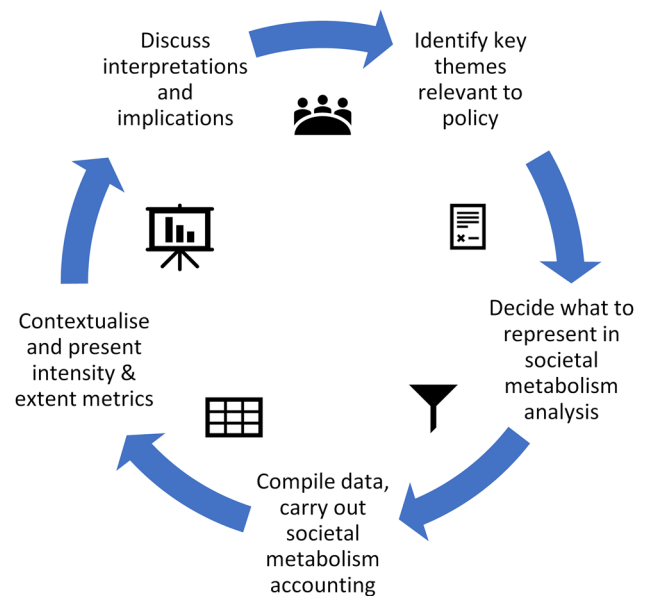 Discuss
interpretations
and
implications
Identify key
themes
relevant to
policy
Decide what to
represent in
societal
metabolism
analysis
Compile data,
carry out
societal
metabolism
accounting
Contextualise
and present
intensity &
extent metrics